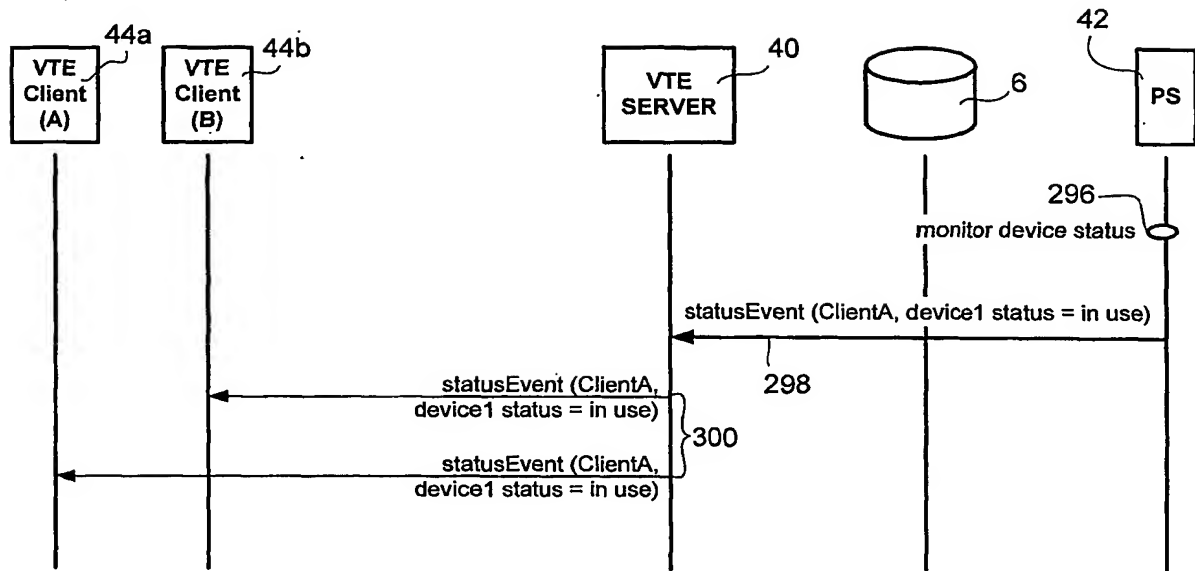 44a
44b
40
6
42
VTE
Client
(A)
VTE
Client
(B)
VTE
SERVER
PS
296
monitor device status
statusEvent (ClientA, device1 status = in use)
298
statusEvent (ClientA,
device1 status = in use)
300
statusEvent (ClientA,
device1 status = in use)